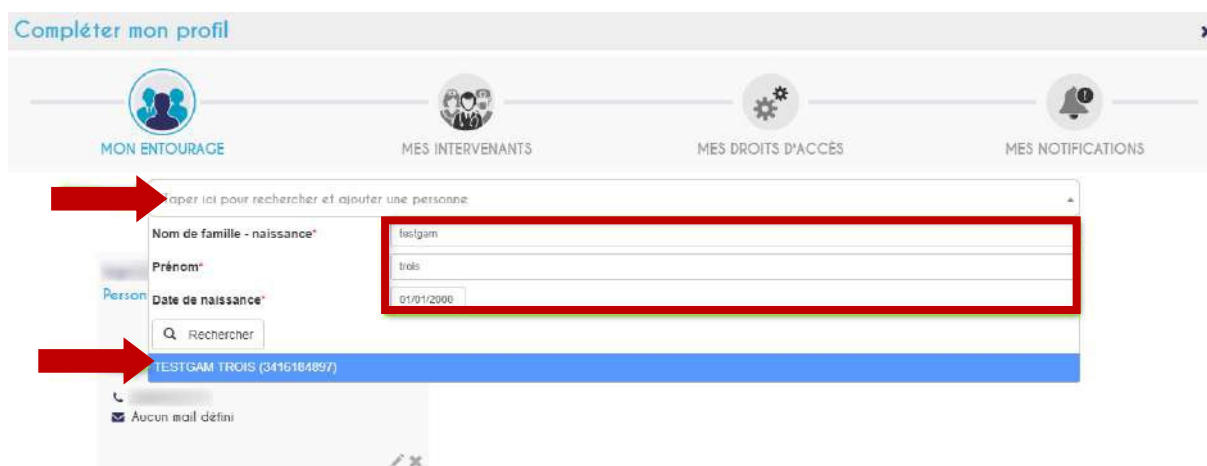 Compléter mon profil
MON ENTOURAGE
MES INTERVENANTS
MES DROITS D'ACCÈS
MES NOTIFICATIONS
Taper ici pour rechercher et ajouter une personne
Nom de famille - naissance* testgam
Prénom* trois
Person
Date de naissance* 01/01/2000
Rechercher
TESTGAM TROIS (3416184897)
Aucun mail défini